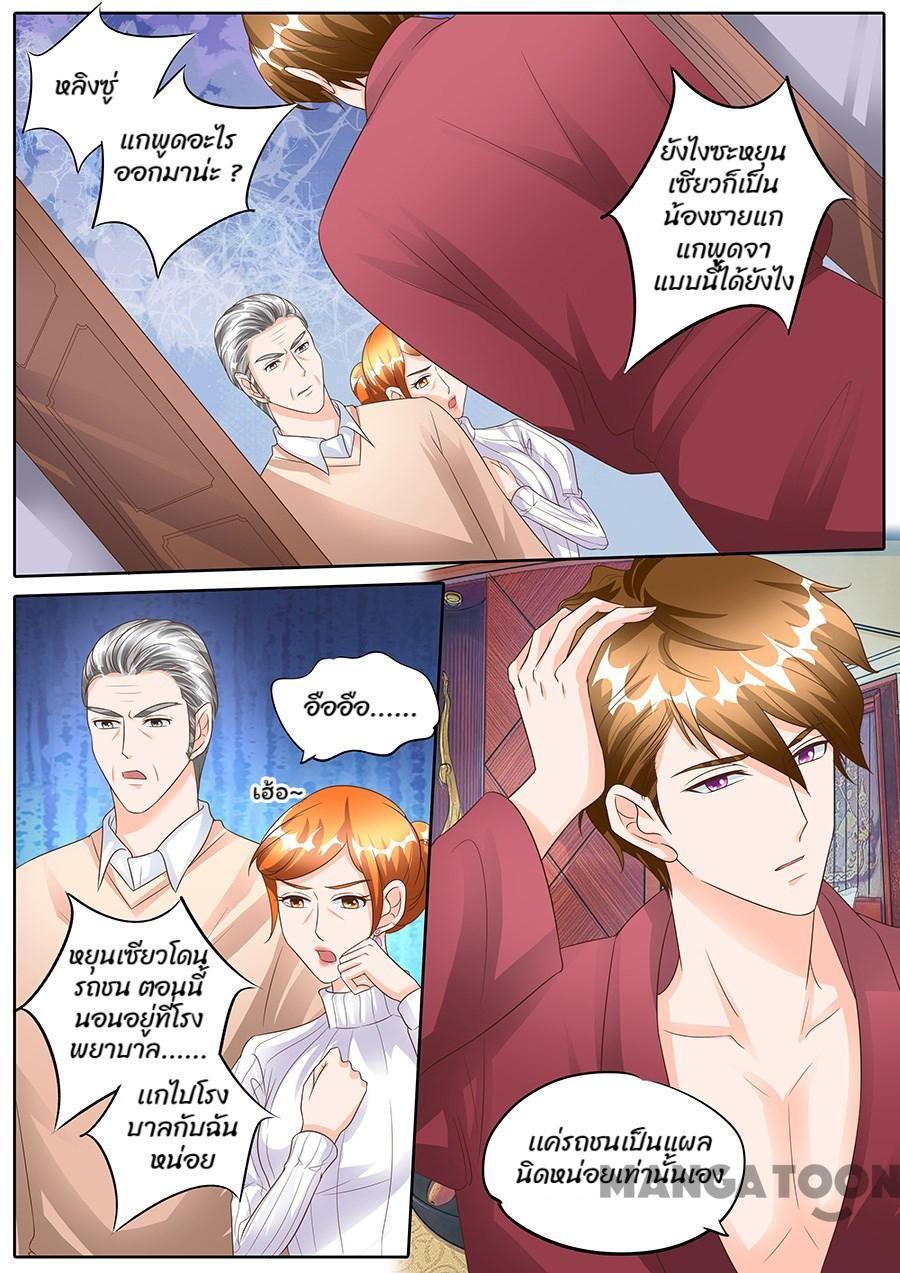 หลิงซู่
แกพูดอะไร
ออกมาน่ะ ?
ยังไงซะหยุน
เซียวก็เป็น
น้องชายแก
แกพูดจา
แบบนี้ได้ยังไง
อือฮือ......
เฮ้อ~
หยุนเซียวโดน
รถชน ตอนนี้
นอนอยู่ที่โรง
พยาบาล......
แกไปโรง
บาลกับฉัน
หน่อย
แค่รถชนเป็นแผล
นิดหน่อยเท่านั้นเอง
MANGATOON